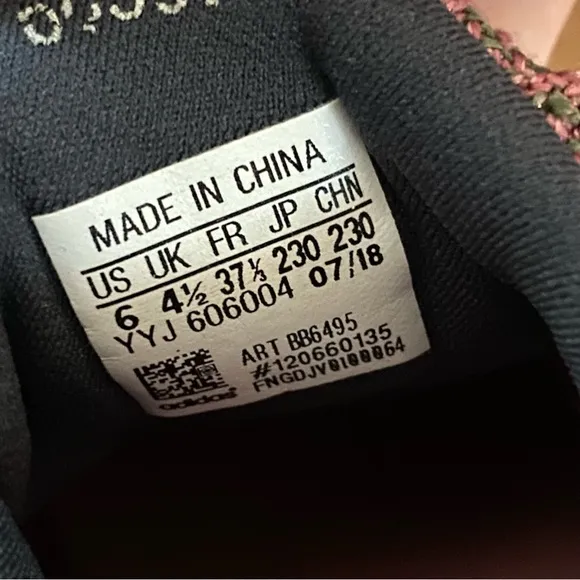 MADE IN CHINA
US UK FR JP CHN
6 4½ 37⅓ 230 230
YYJ 606004 07/18
ART BB6495
#120660135
FNGDJY0100064
adidas